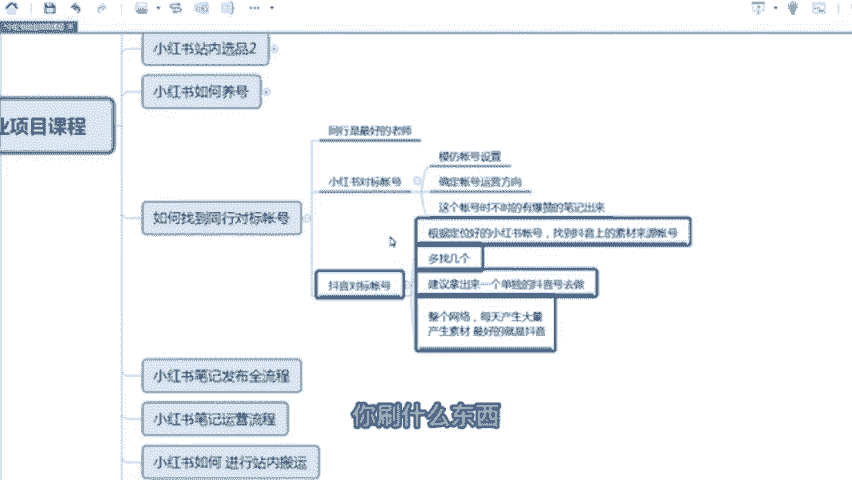 小红书站内选品2
小红书如何养号
业项目课程
同行是最好的老师
模仿帐号设置
小红书对标帐号
确定帐号运营方向
这个帐号时不时的有爆赞的笔记出来
如何找到同行对标帐号
根据定位好的小红书帐号，找到抖音上的素材来源帐号
多找几个
抖音对标帐号
建议拿出来一个单独的抖音号去做
整个网络，每天产生大量
产生素材 最好的就是抖音
小红书笔记发布全流程
小红书笔记运营流程
你刷什么东西
小红书如何 进行站内搬运